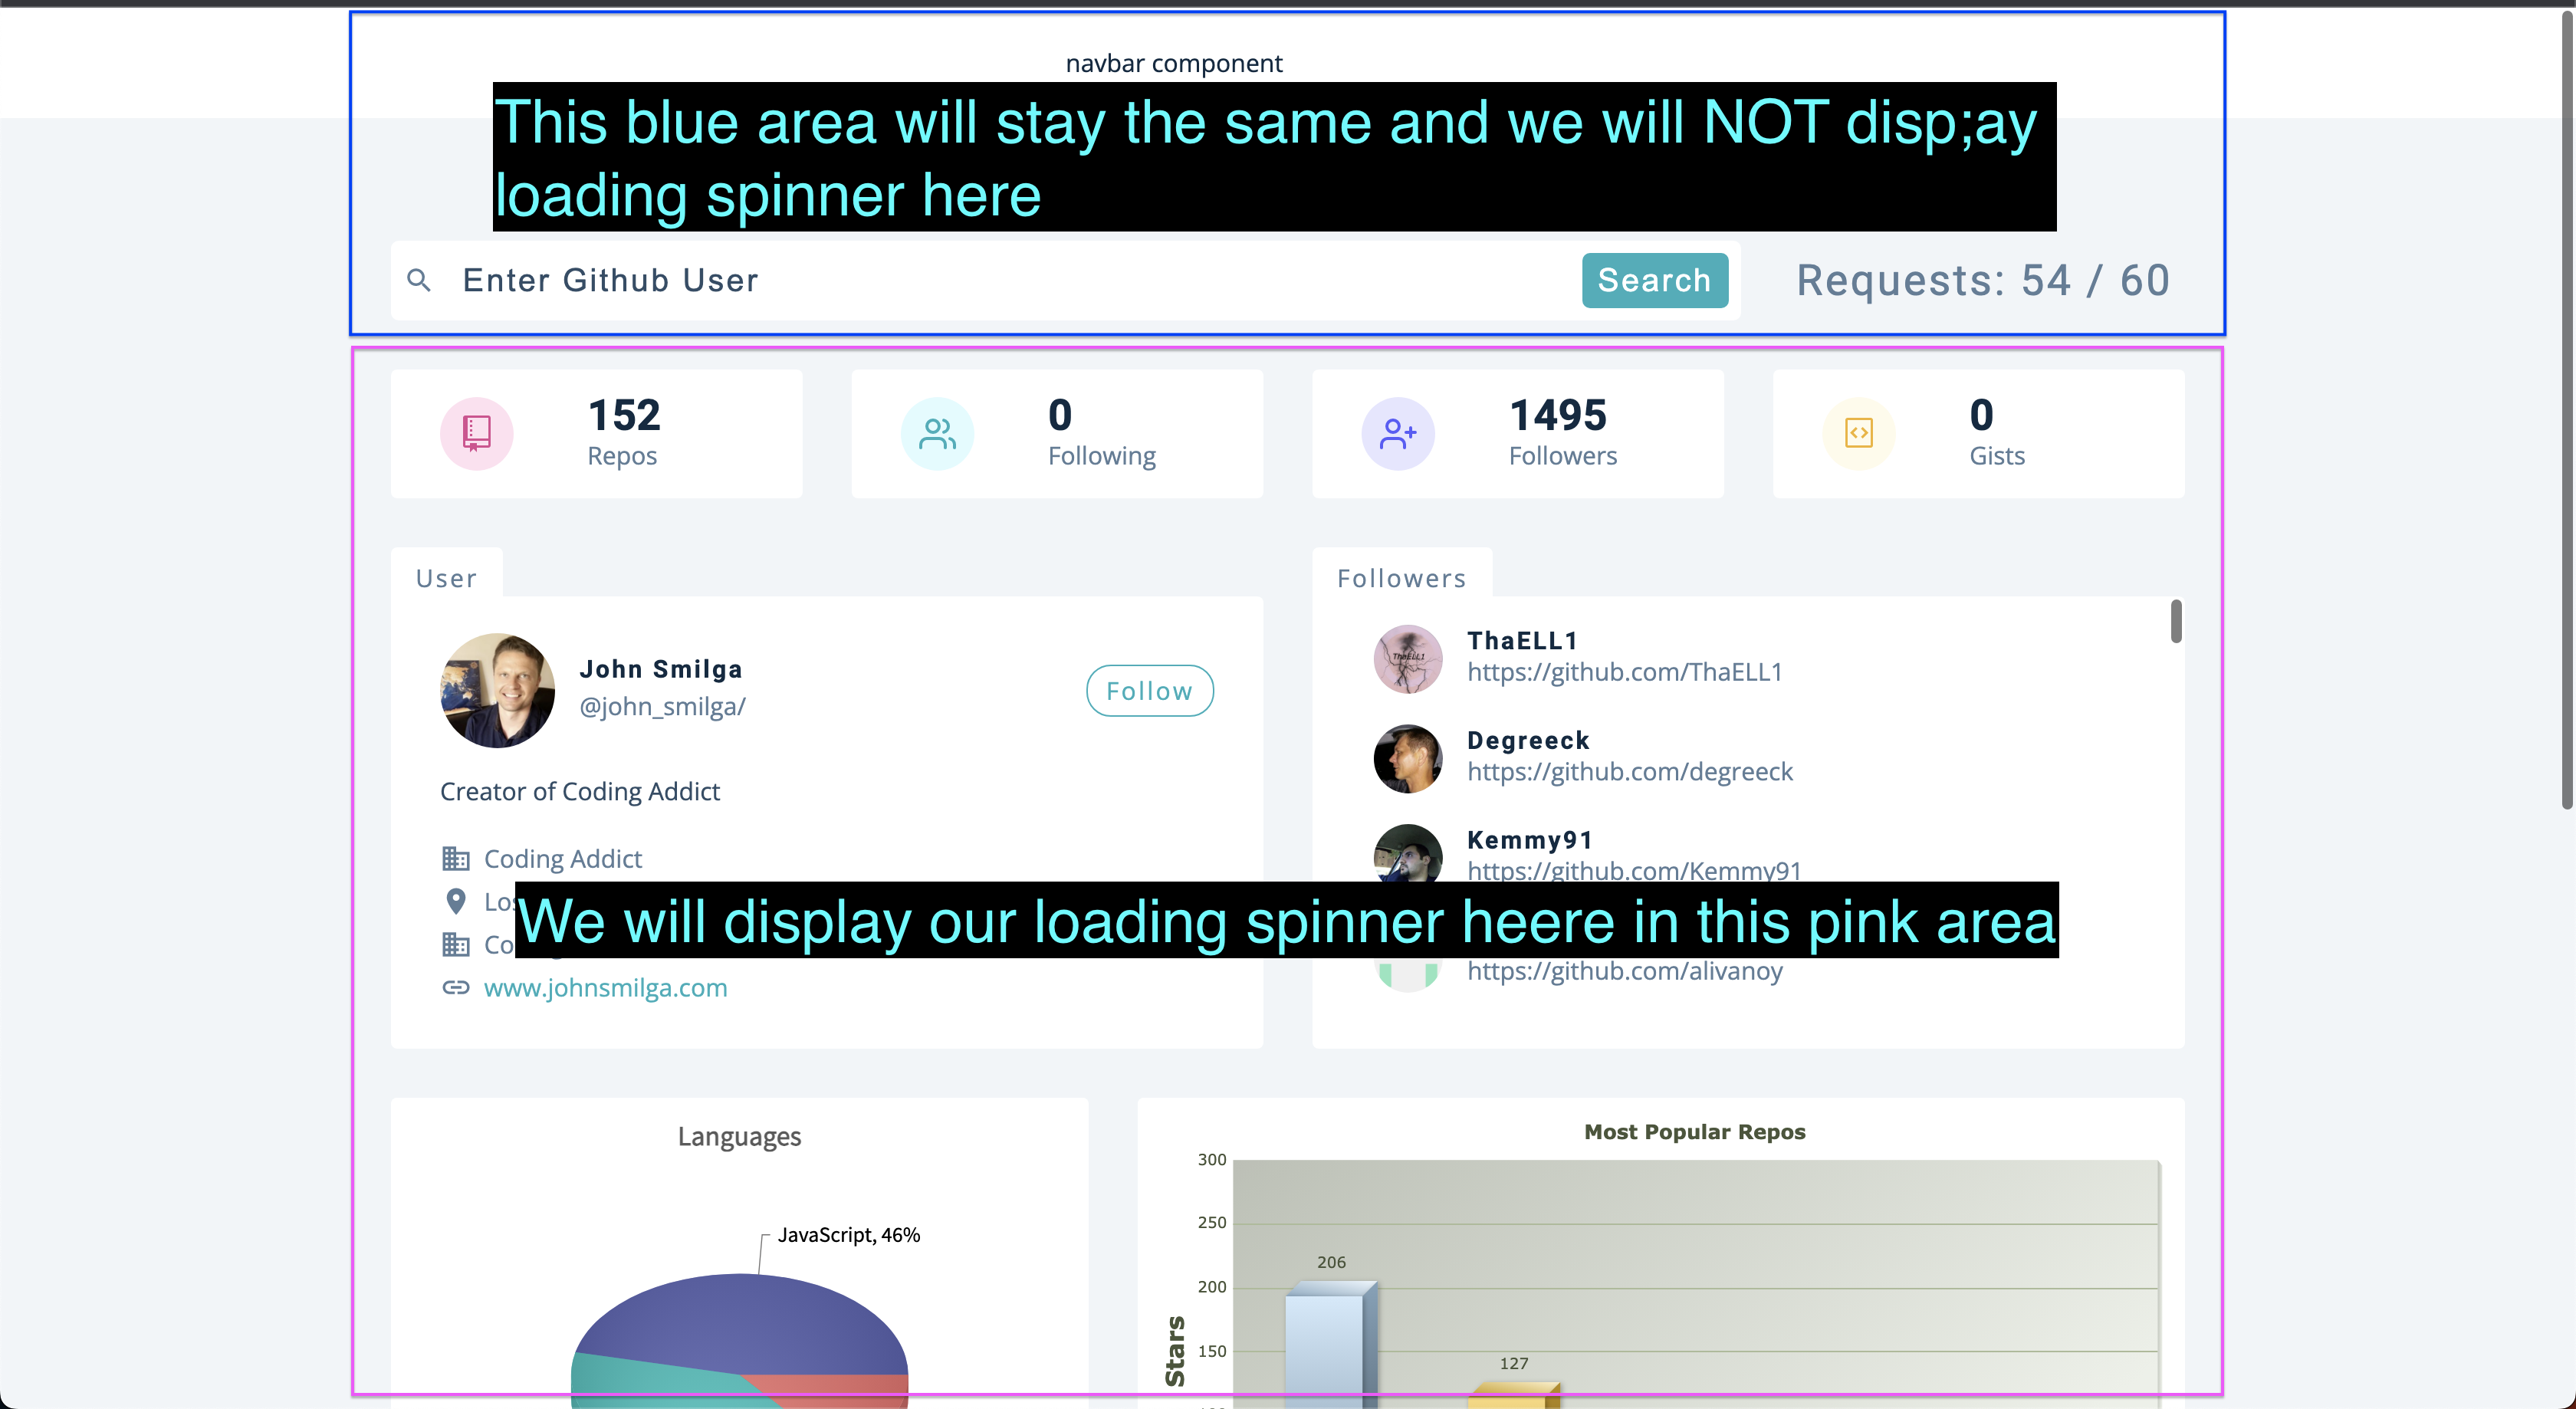 navbar component
This blue area will stay the same and we will NOT disp;ay
loading spinner here
Enter Github User
Search
Requests: 54 / 60
152
Repos
0
Following
1495
Followers
0
Gists
User
John Smilga
@john_smilga/
Follow
Creator of Coding Addict
Coding Addict
www.johnsmilga.com
Followers
ThaELL1
https://github.com/ThaELL1
Degreeck
https://github.com/degreeck
Kemmy91
https://github.com/Kemmy91
We will display our loading spinner heere in this pink area
https://github.com/alivanoy
Languages
JavaScript, 46%
Most Popular Repos
300
250
206
200
Stars
150
127